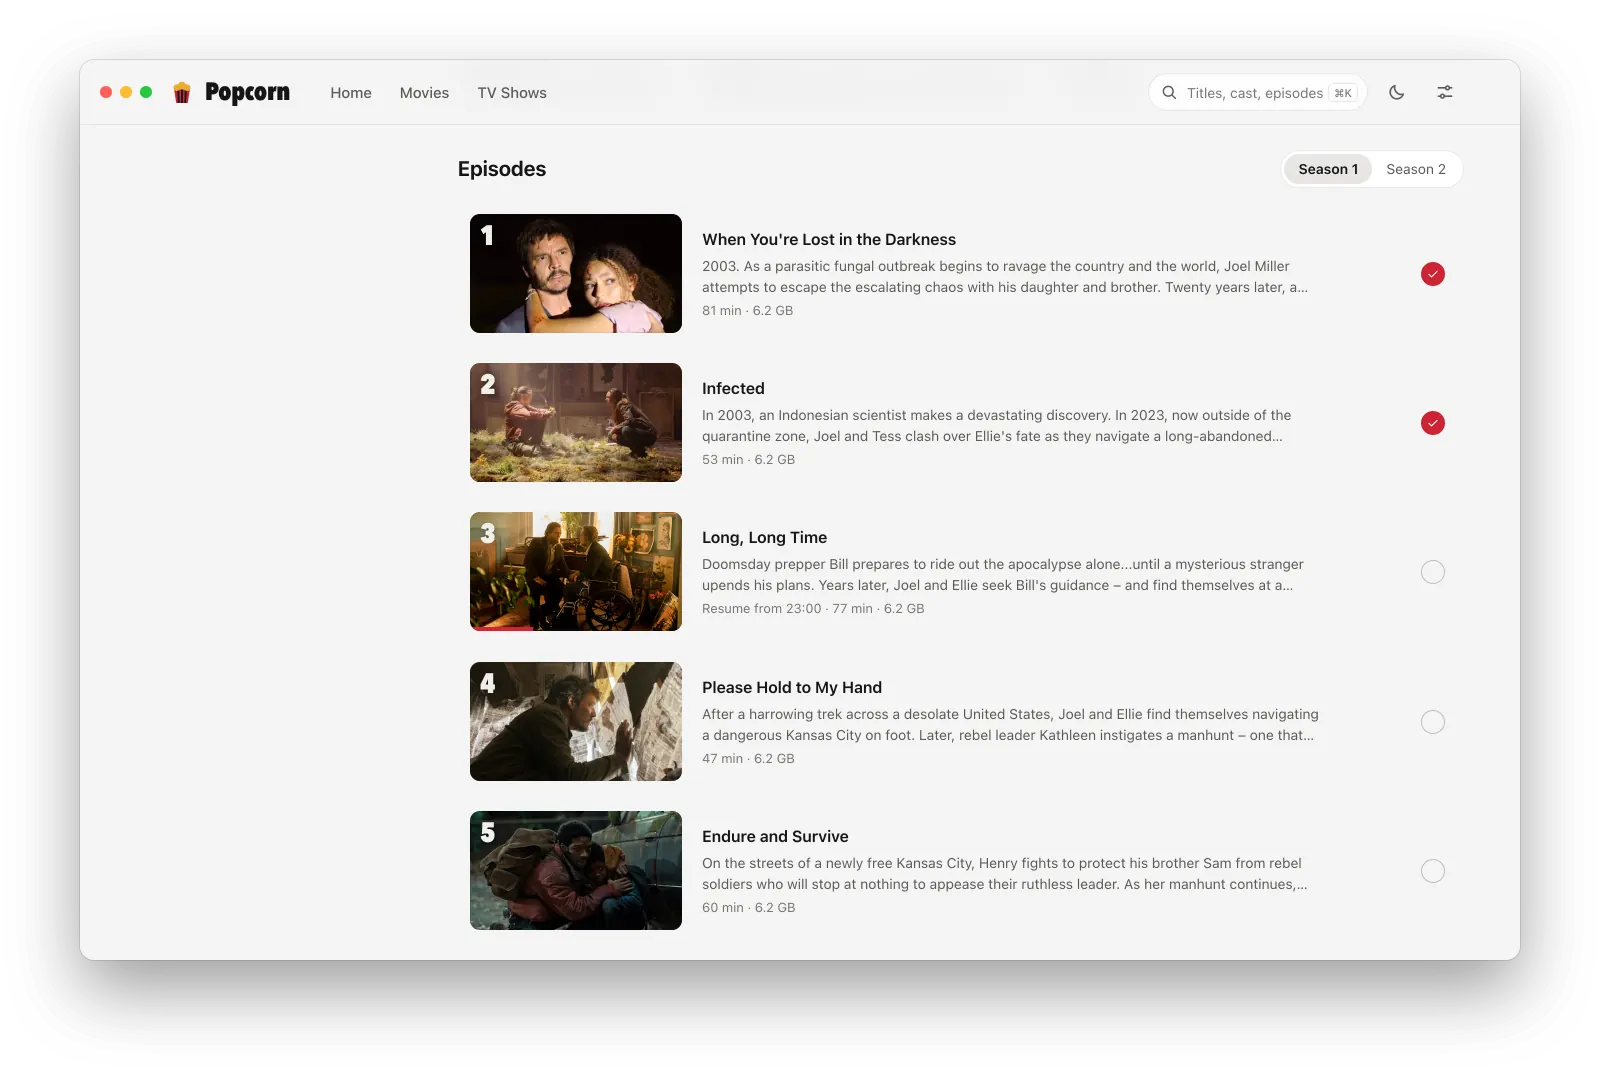 Popcorn
Home
Movies
TV Shows
Titles, cast, episodes
⌘K
Episodes
Season 1
Season 2
1
When You're Lost in the Darkness
2003. As a parasitic fungal outbreak begins to ravage the country and the world, Joel Miller
attempts to escape the escalating chaos with his daughter and brother. Twenty years later, a...
81 min · 6.2 GB
2
Infected
In 2003, an Indonesian scientist makes a devastating discovery. In 2023, now outside of the
quarantine zone, Joel and Tess clash over Ellie's fate as they navigate a long-abandoned...
53 min · 6.2 GB
3
Long, Long Time
Doomsday prepper Bill prepares to ride out the apocalypse alone...until a mysterious stranger
upends his plans. Years later, Joel and Ellie seek Bill's guidance – and find themselves at a...
Resume from 23:00 · 77 min · 6.2 GB
4
Please Hold to My Hand
After a harrowing trek across a desolate United States, Joel and Ellie find themselves navigating
a dangerous Kansas City on foot. Later, rebel leader Kathleen instigates a manhunt – one that...
47 min · 6.2 GB
5
Endure and Survive
On the streets of a newly free Kansas City, Henry fights to protect his brother Sam from rebel
soldiers who will stop at nothing to appease their ruthless leader. As her manhunt continues,...
60 min · 6.2 GB